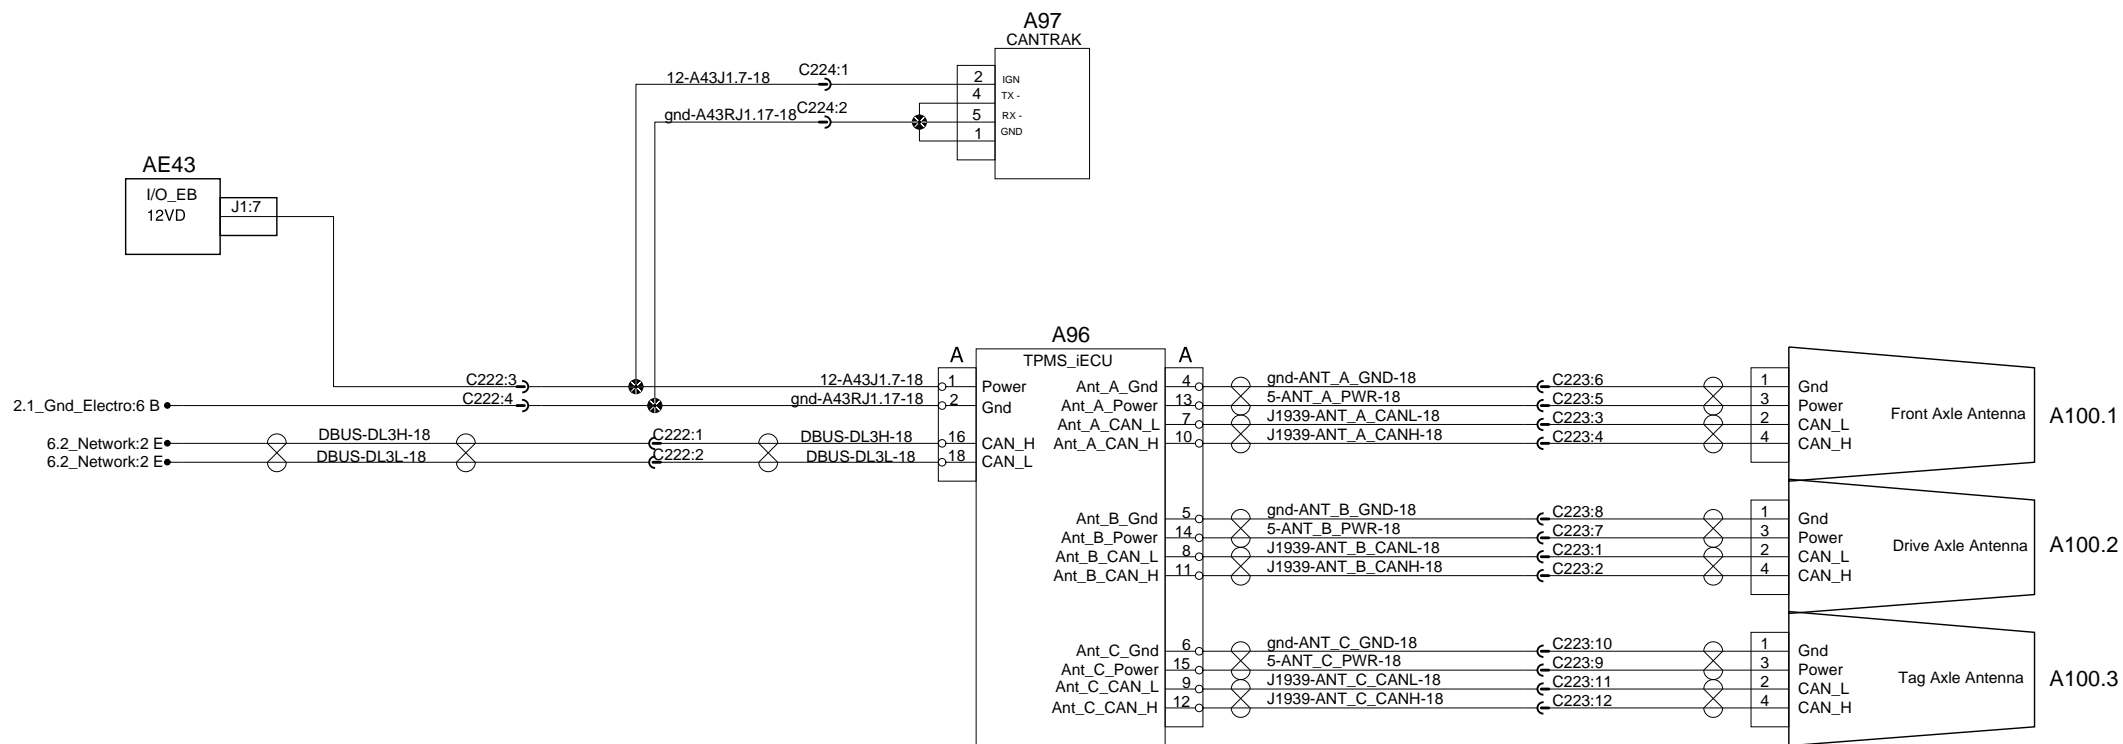 A97
CANTRAK
12-A43J1.7-18 C224:1 2 IGN
4 TX -
gnd-A43RJ1.17-18 C224:2 5 RX -
1 GND
AE43
I/O_EB
12VD J1:7
A96
A TPMS_iECU A
C222:3 12-A43J1.7-18 1 Power
2.1_Gnd_Electro:6 B C222:4 gnd-A43RJ1.17-18 2 Gnd
6.2_Network:2 E DBUS-DL3H-18 C222:1 DBUS-DL3H-18 16 CAN_H
6.2_Network:2 E DBUS-DL3L-18 C222:2 DBUS-DL3L-18 18 CAN_L
Ant_A_Gnd 4 gnd-ANT_A_GND-18 C223:6 1 Gnd
Ant_A_Power 13 5-ANT_A_PWR-18 C223:5 3 Power
Ant_A_CAN_L 7 J1939-ANT_A_CANL-18 C223:3 2 CAN_L
Ant_A_CAN_H 10 J1939-ANT_A_CANH-18 C223:4 4 CAN_H
Front Axle Antenna A100.1
Ant_B_Gnd 5 gnd-ANT_B_GND-18 C223:8 1 Gnd
Ant_B_Power 14 5-ANT_B_PWR-18 C223:7 3 Power
Ant_B_CAN_L 8 J1939-ANT_B_CANL-18 C223:1 2 CAN_L
Ant_B_CAN_H 11 J1939-ANT_B_CANH-18 C223:2 4 CAN_H
Drive Axle Antenna A100.2
Ant_C_Gnd 6 gnd-ANT_C_GND-18 C223:10 1 Gnd
Ant_C_Power 15 5-ANT_C_PWR-18 C223:9 3 Power
Ant_C_CAN_L 9 J1939-ANT_C_CANL-18 C223:11 2 CAN_L
Ant_C_CAN_H 12 J1939-ANT_C_CANH-18 C223:12 4 CAN_H
Tag Axle Antenna A100.3